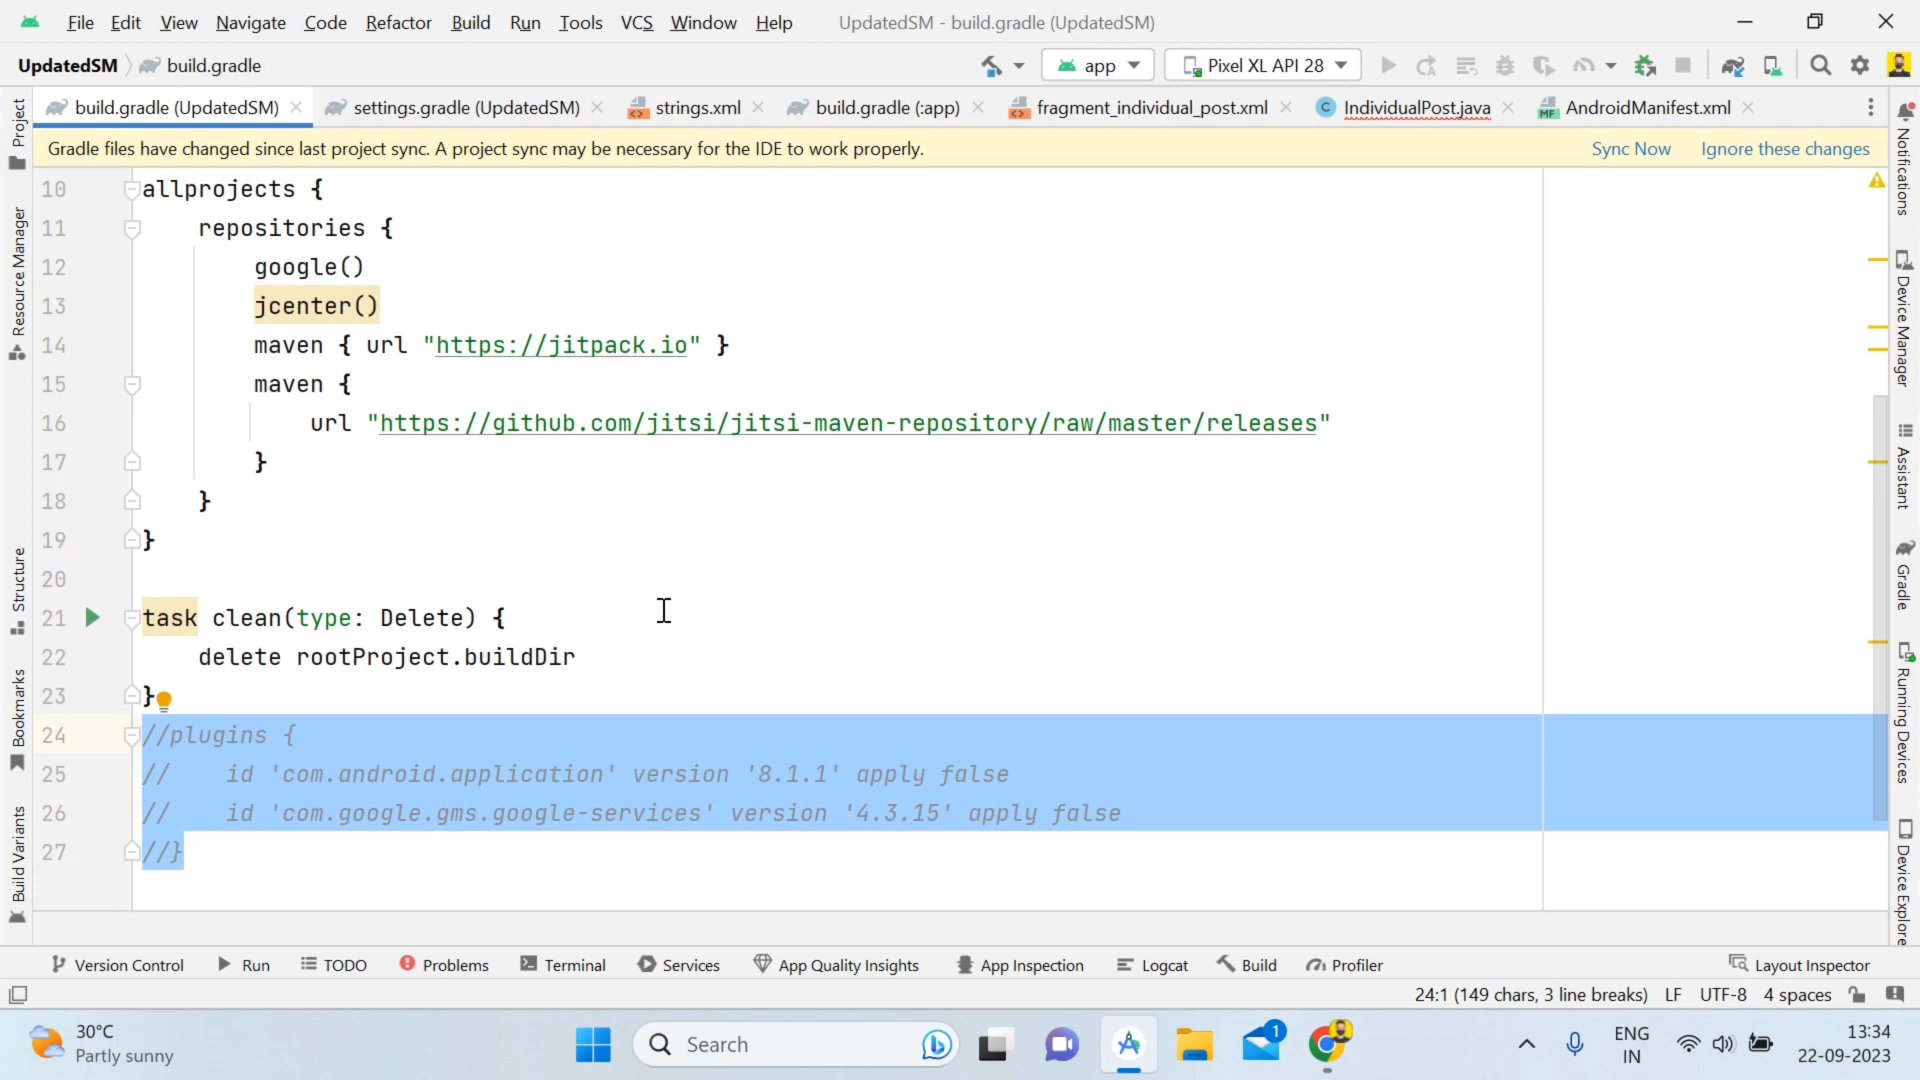 File Edit View Navigate Code Refactor Build Run Tools VCS Window Help UpdatedSM - build.gradle (UpdatedSM)
UpdatedSM build.gradle app Pixel XL API 28
build.gradle (UpdatedSM) settings.gradle (UpdatedSM) strings.xml build.gradle (:app) fragment_individual_post.xml IndividualPost.java AndroidManifest.xml
Gradle files have changed since last project sync. A project sync may be necessary for the IDE to work properly. Sync Now Ignore these changes
10 allprojects {
11 repositories {
12 google()
13 jcenter()
14 maven { url "https://jitpack.io" }
15 maven {
16 url "https://github.com/jitsi/jitsi-maven-repository/raw/master/releases"
17 }
18 }
19 }
20
21 task clean(type: Delete) {
22 delete rootProject.buildDir
23 }
24 //plugins {
25 // id 'com.android.application' version '8.1.1' apply false
26 // id 'com.google.gms.google-services' version '4.3.15' apply false
27 //}
Project
Resource Manager
Structure
Bookmarks
Build Variants
Notifications
Device Manager
Assistant
Gradle
Running Devices
Device Explore
Version Control Run TODO Problems Terminal Services App Quality Insights App Inspection Logcat Build Profiler Layout Inspector
24:1 (149 chars, 3 line breaks) LF UTF-8 4 spaces
30°C
Partly sunny
Search
1
ENG
IN
13:34
22-09-2023